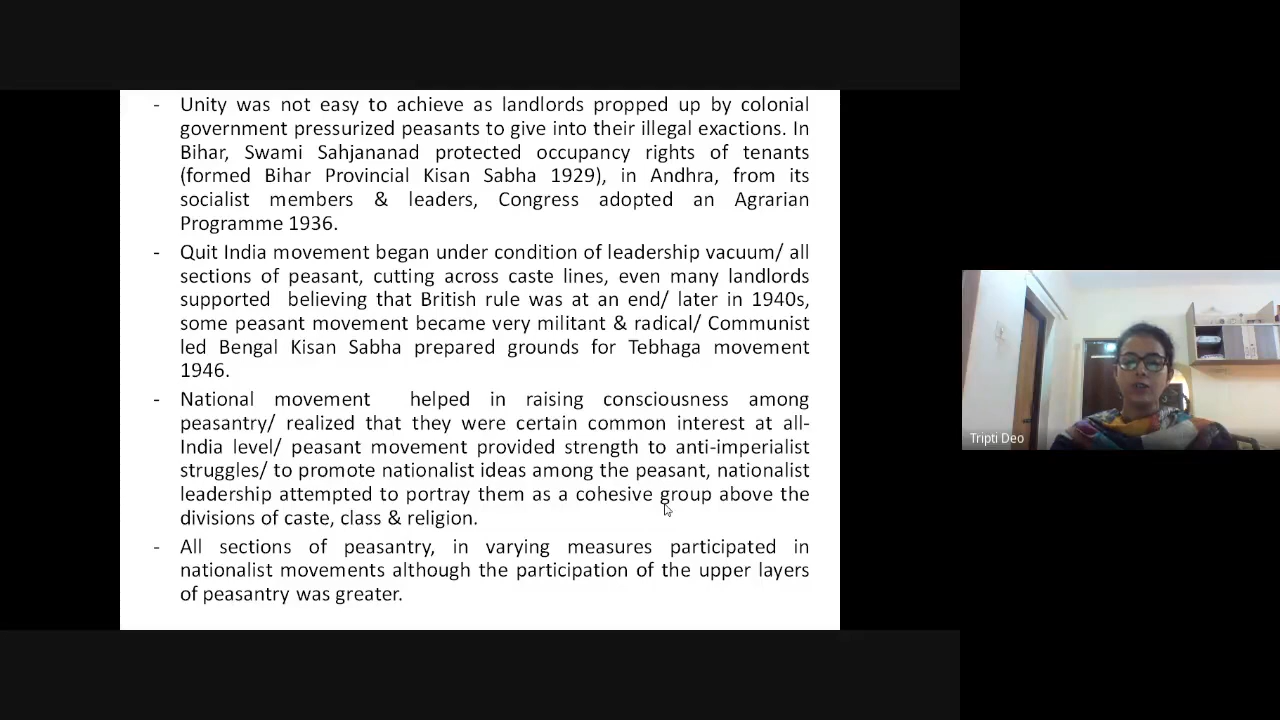 - Unity was not easy to achieve as landlords propped up by colonial
government pressurized peasants to give into their illegal exactions. In
Bihar, Swami Sahjananad protected occupancy rights of tenants
(formed Bihar Provincial Kisan Sabha 1929), in Andhra, from its
socialist members & leaders, Congress adopted an Agrarian
Programme 1936.
- Quit India movement began under condition of leadership vacuum/ all
sections of peasant, cutting across caste lines, even many landlords
supported believing that British rule was at an end/ later in 1940s,
some peasant movement became very militant & radical/ Communist
led Bengal Kisan Sabha prepared grounds for Tebhaga movement
1946.
- National movement helped in raising consciousness among
peasantry/ realized that they were certain common interest at all-
India level/ peasant movement provided strength to anti-imperialist
struggles/ to promote nationalist ideas among the peasant, nationalist
leadership attempted to portray them as a cohesive group above the
divisions of caste, class & religion.
- All sections of peasantry, in varying measures participated in
nationalist movements although the participation of the upper layers
of peasantry was greater.
Tripti Deo